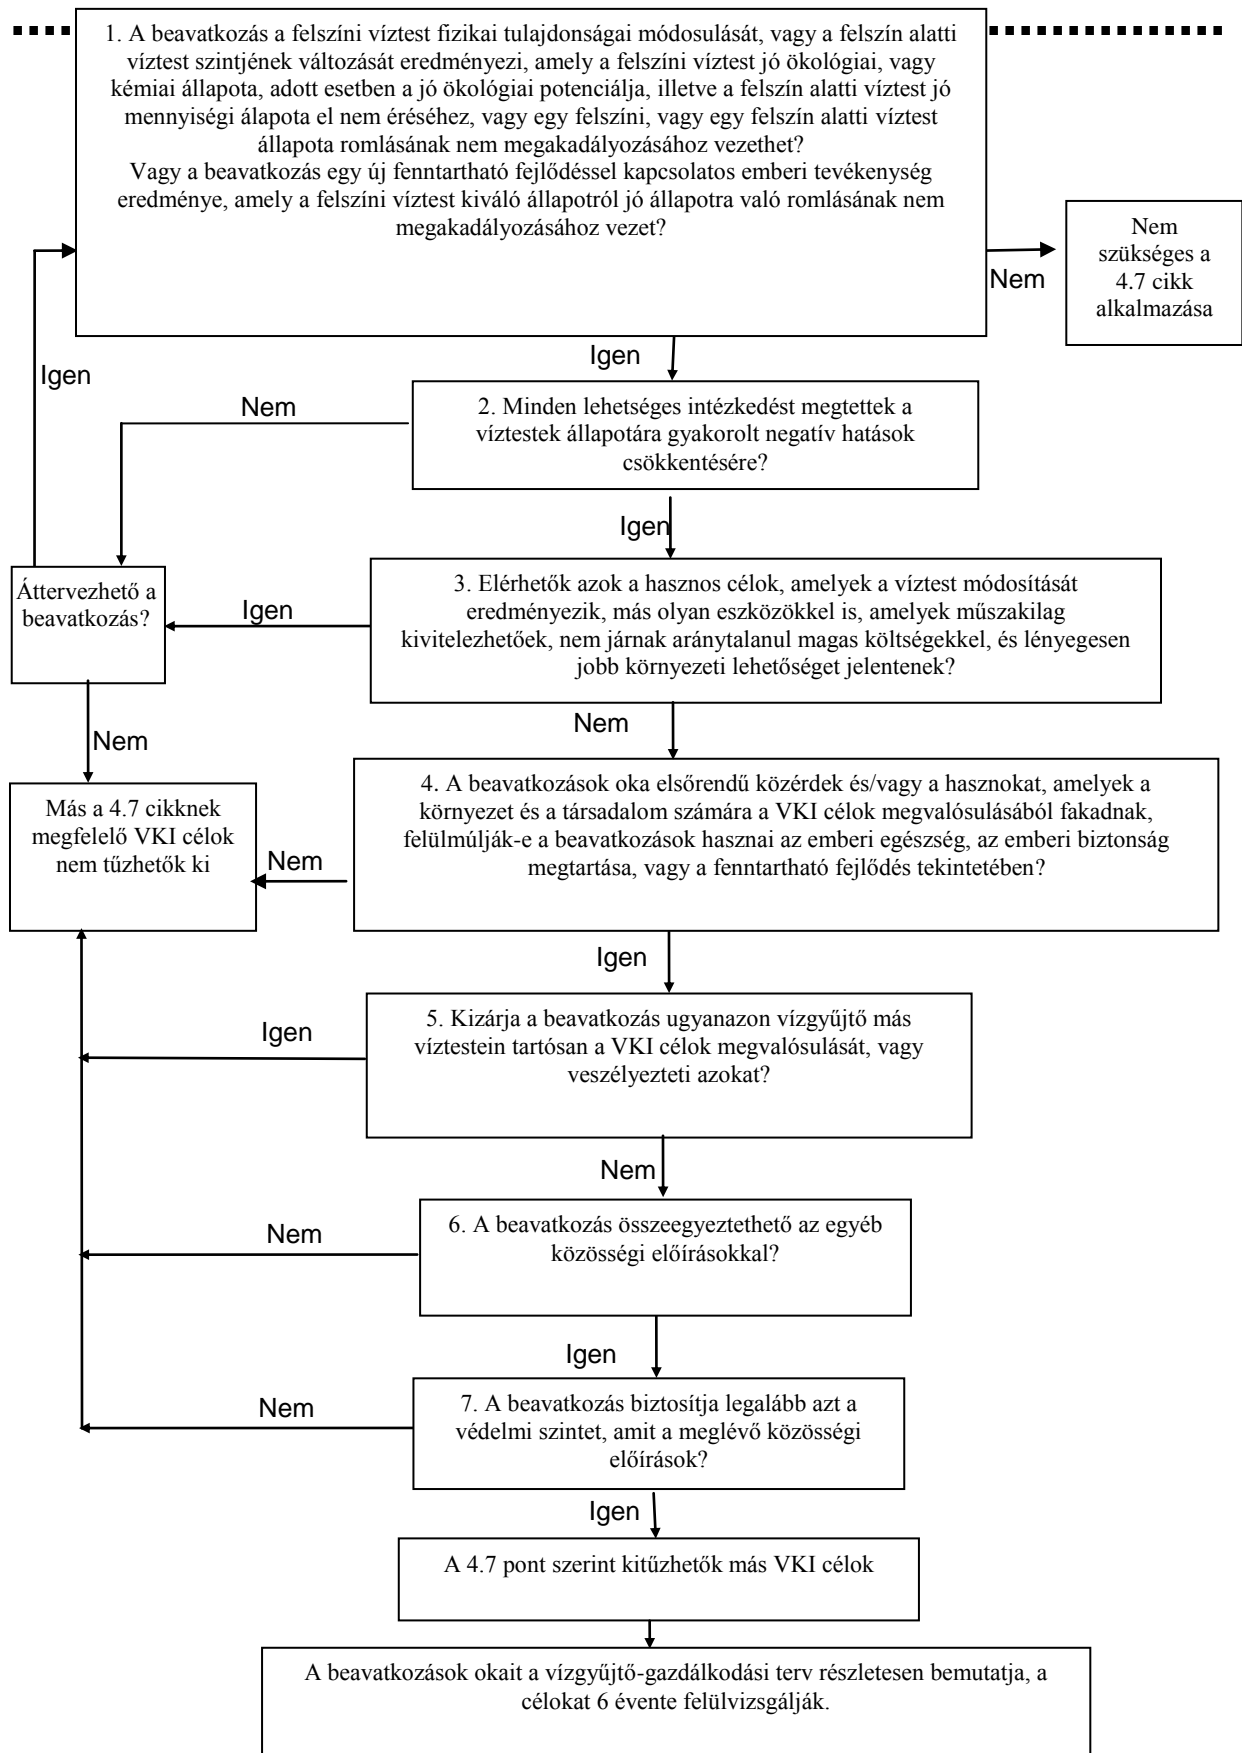 1. A beavatkozás a felszíni víztest fizikai tulajdonságai módosulását, vagy a felszín alatti
víztest szintjének változását eredményezi, amely a felszíni víztest jó ökológiai, vagy
kémiai állapota, adott esetben a jó ökológiai potenciálja, illetve a felszín alatti víztest jó
mennyiségi álapota el nem éréséhez, vagy egy felszíni, vagy egy felszín alatti víztest
állapota romlásának nem megakadályozásához vezethet?
Vagy a beavatkozás egy új fenntartható fejlődéssel kapcsolatos emberi tevékenység
eredménye, amely a felszíni víztest kiváló állapotról jó állapotra való romlásának nem
megakadályozásához vezet?
Nem
Nem
szükséges a
4.7 cikk
alkalmazása
Igen
Igen
Nem
2. Minden lehetséges intézkedést megtettek a
víztestek állapotára gyakorolt negatív hatások
csökkentésére?
Igen
Áttervezhető a
beavatkozás?
Igen
3. Elérhetők azok a hasznos célok, amelyek a víztest módosítását
eredményezik, más olyan eszközökkel is, amelyek műszakilag
kivitelezhetőek, nem járnak aránytalanul magas költségekkel, és lényegesen
jobb környezeti lehetőséget jelentenek?
Nem
Nem
Más a 4.7 cikknek
megfelelő VKI célok
nem tűzhetők ki
Nem
4. A beavatkozások oka elsőrendű közérdek és/vagy a hasznokat, amelyek a
környezet és a társadalom számára a VKI célok megvalósulásából fakadnak,
felülmúlják-e a beavatkozások hasznai az emberi egészség, az emberi biztonság
megtartása, vagy a fenntartható fejlődés tekintetében?
Igen
Igen
5. Kizárja a beavatkozás ugyanazon vízgyűjtő más
víztestein tartósan a VKI célok megvalósulását, vagy
veszélyezteti azokat?
Nem
Nem
6. A beavatkozás összeegyeztethető az egyéb
közösségi előírásokkal?
Igen
Nem
7. A beavatkozás biztosítja legalább azt a
védelmi szintet, amit a meglévő közösségi
előírások?
Igen
A 4.7 pont szerint kitűzhetők más VKI célok
A beavatkozások okait a vízgyűjtő-gazdálkodási terv részletesen bemutatja, a
célokat 6 évente felülvizsgálják.